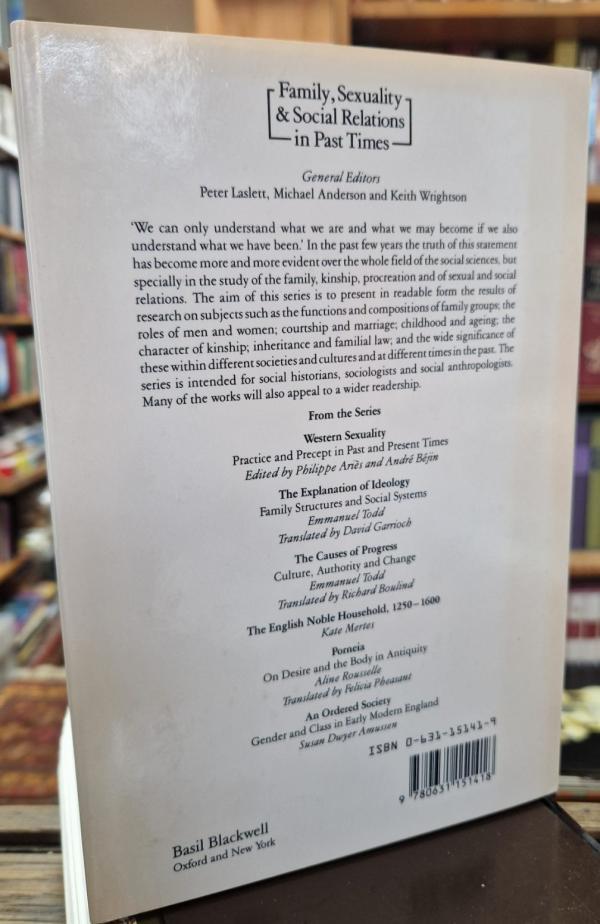 Family, Sexuality
& Social Relations
in Past Times
General Editors
Peter Laslett, Michael Anderson and Keith Wrightson
'We can only understand what we are and what we may become if we also
understand what we have been.' In the past few years the truth of this statement
has become more and more evident over the whole field of the social sciences, but
specially in the study of the family, kinship, procreation and of sexual and social
relations. The aim of this series is to present in readable form the results of
research on subjects such as the functions and compositions of family groups; the
roles of men and women; courtship and marriage; childhood and ageing; the
character of kinship; inheritance and familial law; and the wide significance of
these within different societies and cultures and at different times in the past. The
series is intended for social historians, sociologists and social anthropologists.
Many of the works will also appeal to a wider readership.
From the Series
Western Sexuality
Practice and Precept in Past and Present Times
Edited by Philippe Ariès and André Béjin
The Explanation of Ideology
Family Structures and Social Systems
Emmanuel Todd
Translated by David Garrioch
The Causes of Progress
Culture, Authority and Change
Emmanuel Todd
Translated by Richard Boulind
The English Noble Household, 1250–1600
Kate Mertes
Porneia
On Desire and the Body in Antiquity
Aline Rousselle
Translated by Felicia Pheasant
An Ordered Society
Gender and Class in Early Modern England
Susan Dwyer Amussen
ISBN 0-631-15141-9
9 780631 151418
Basil Blackwell
Oxford and New York